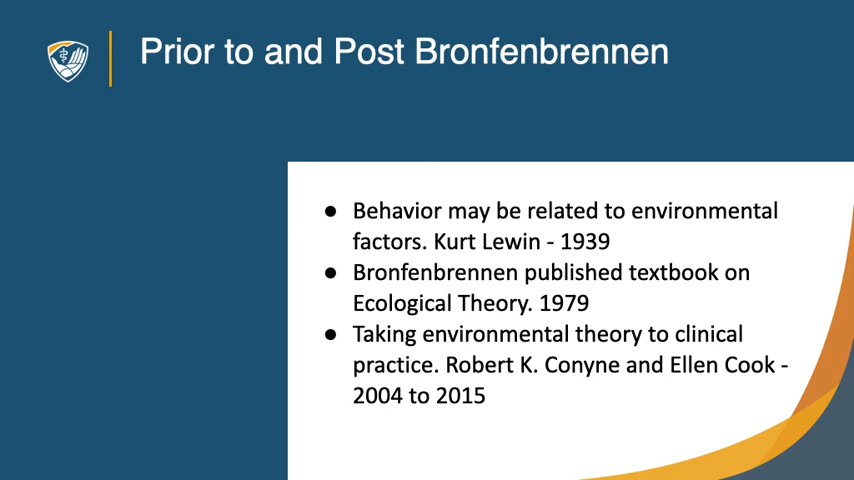 Prior to and Post Bronfenbrennen
● Behavior may be related to environmental
factors. Kurt Lewin - 1939
● Bronfenbrennen published textbook on
Ecological Theory. 1979
● Taking environmental theory to clinical
practice. Robert K. Conyne and Ellen Cook -
2004 to 2015